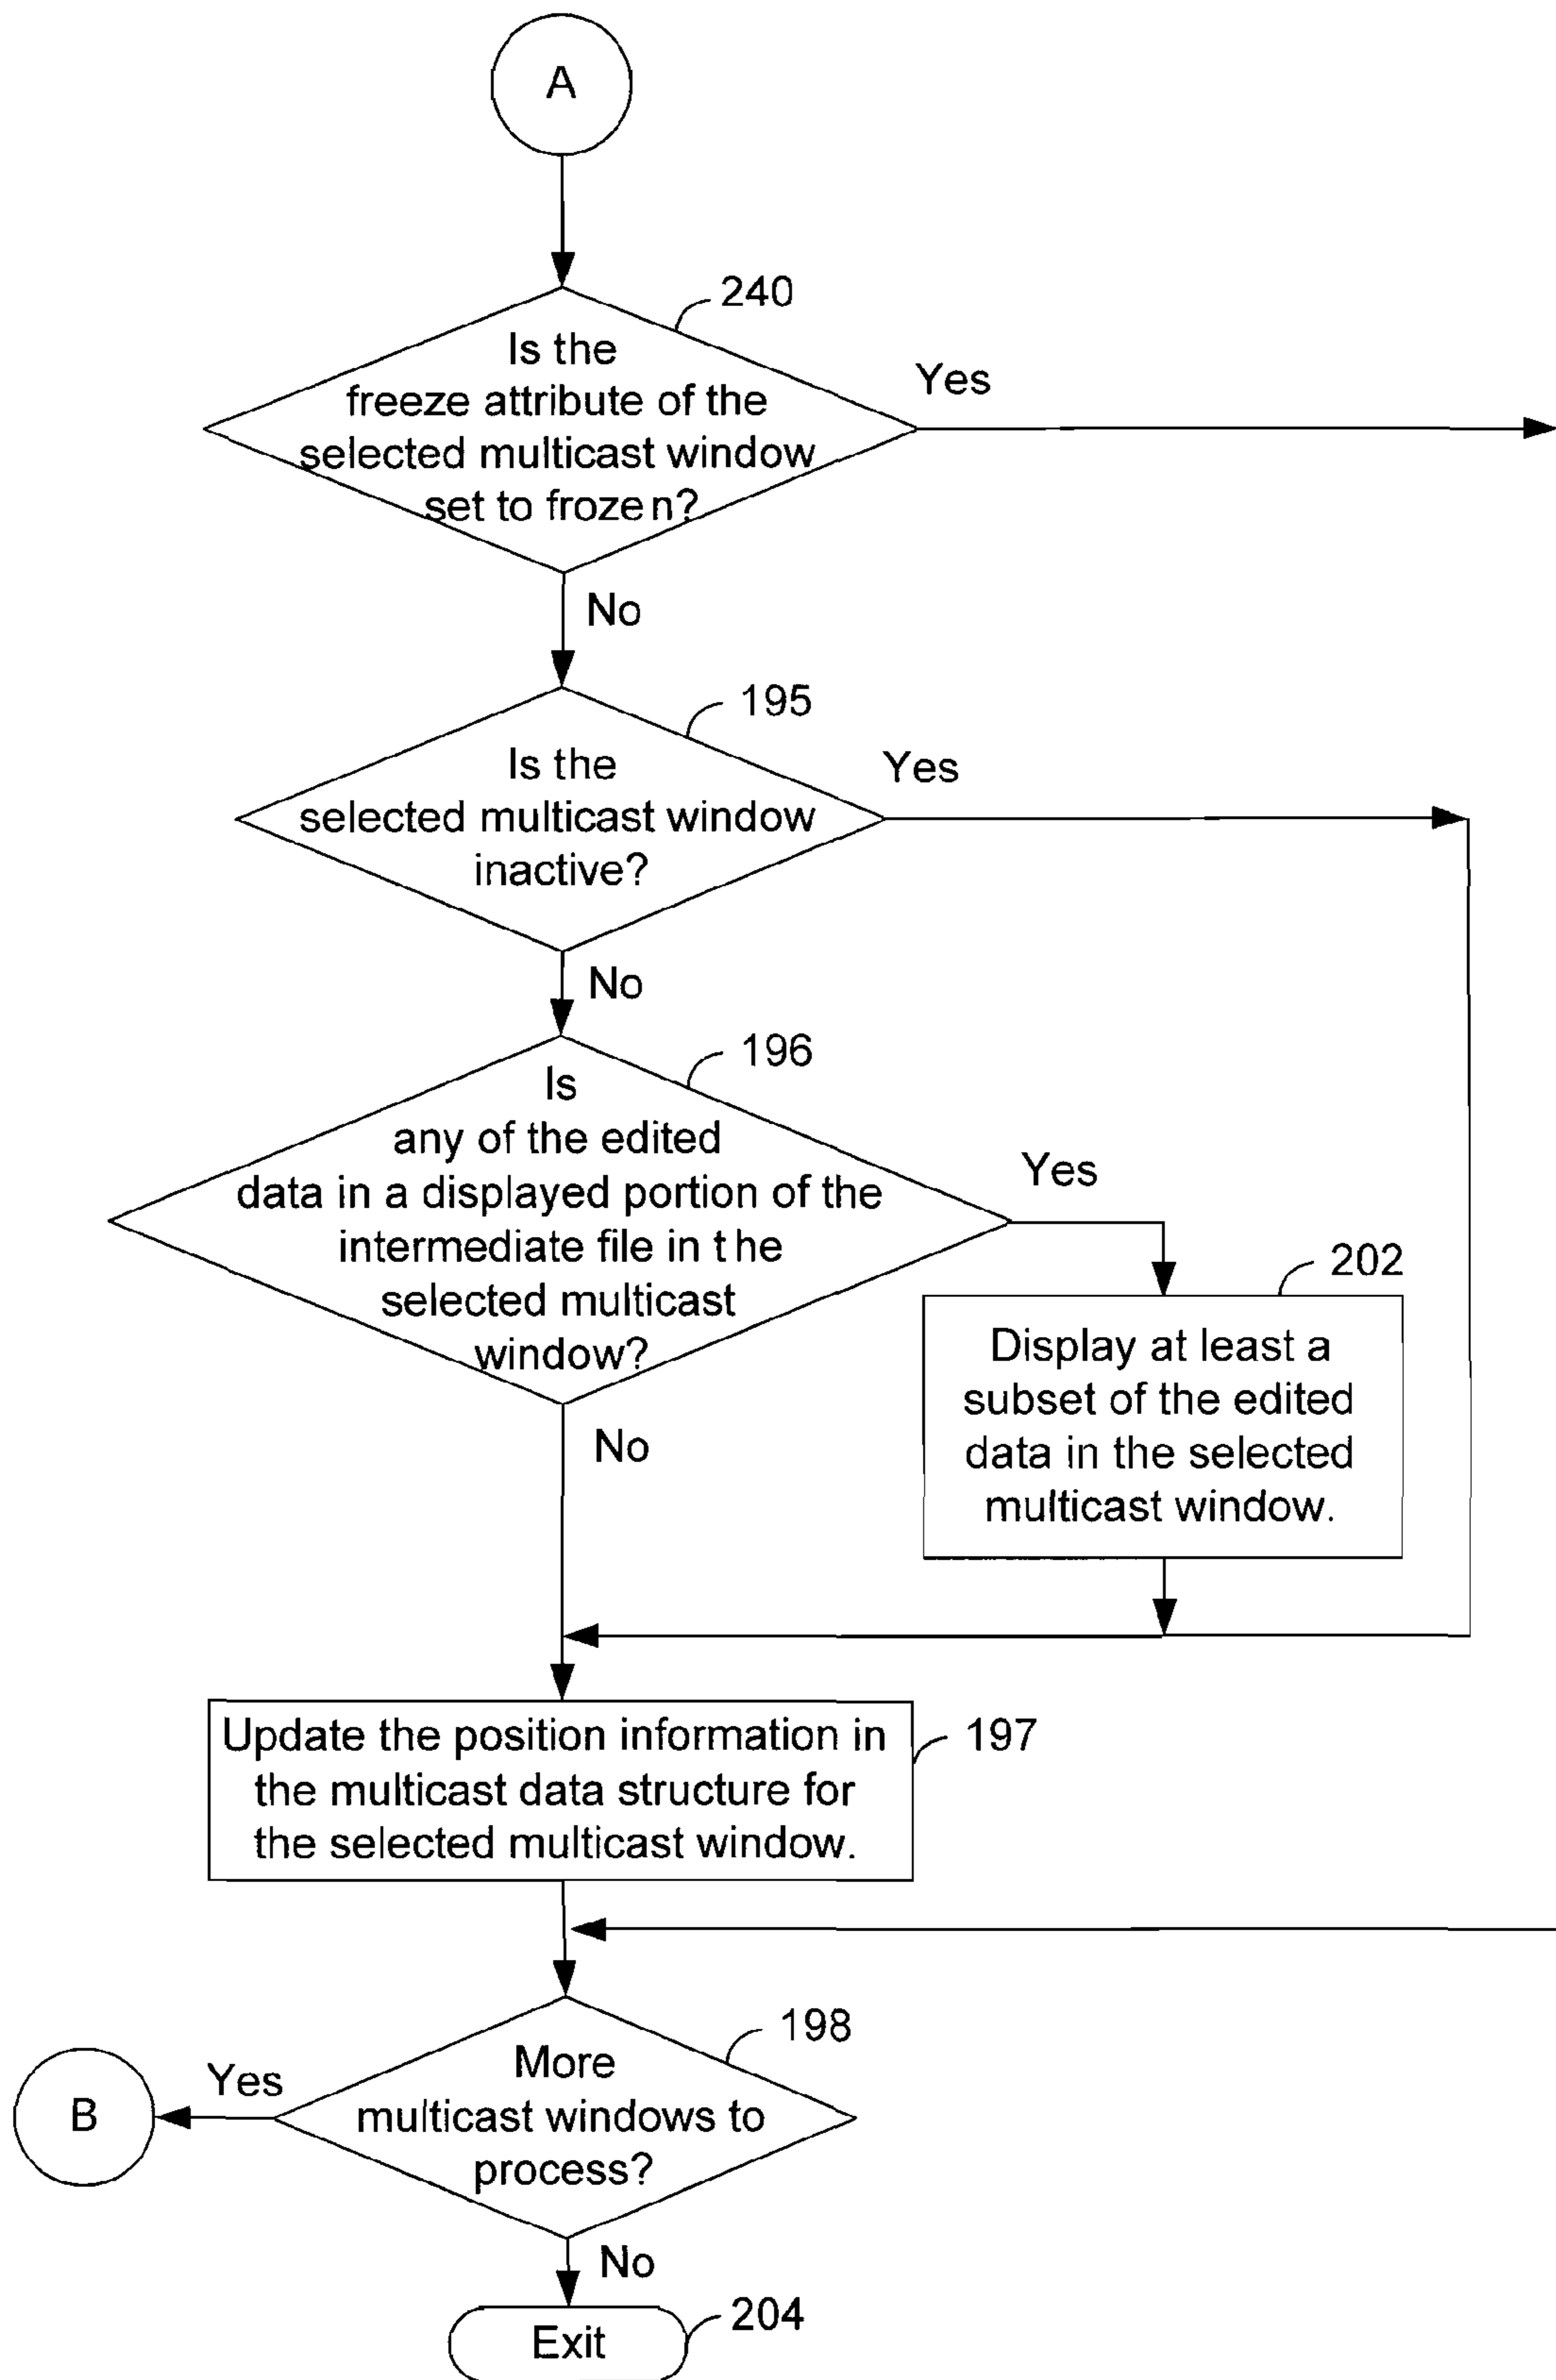 A
240
Is the
freeze attribute of the
selected multicast window
set to frozen?
Yes
No
195
Is the
selected multicast window
inactive?
Yes
No
196
Is
any of the edited
data in a displayed portion of the
intermediate file in the
selected multicast
window?
Yes
No
202
Display at least a
subset of the edited
data in the selected
multicast window.
Update the position information in
the multicast data structure for
the selected multicast window.
197
198
More
multicast windows to
process?
Yes
B
No
Exit
204